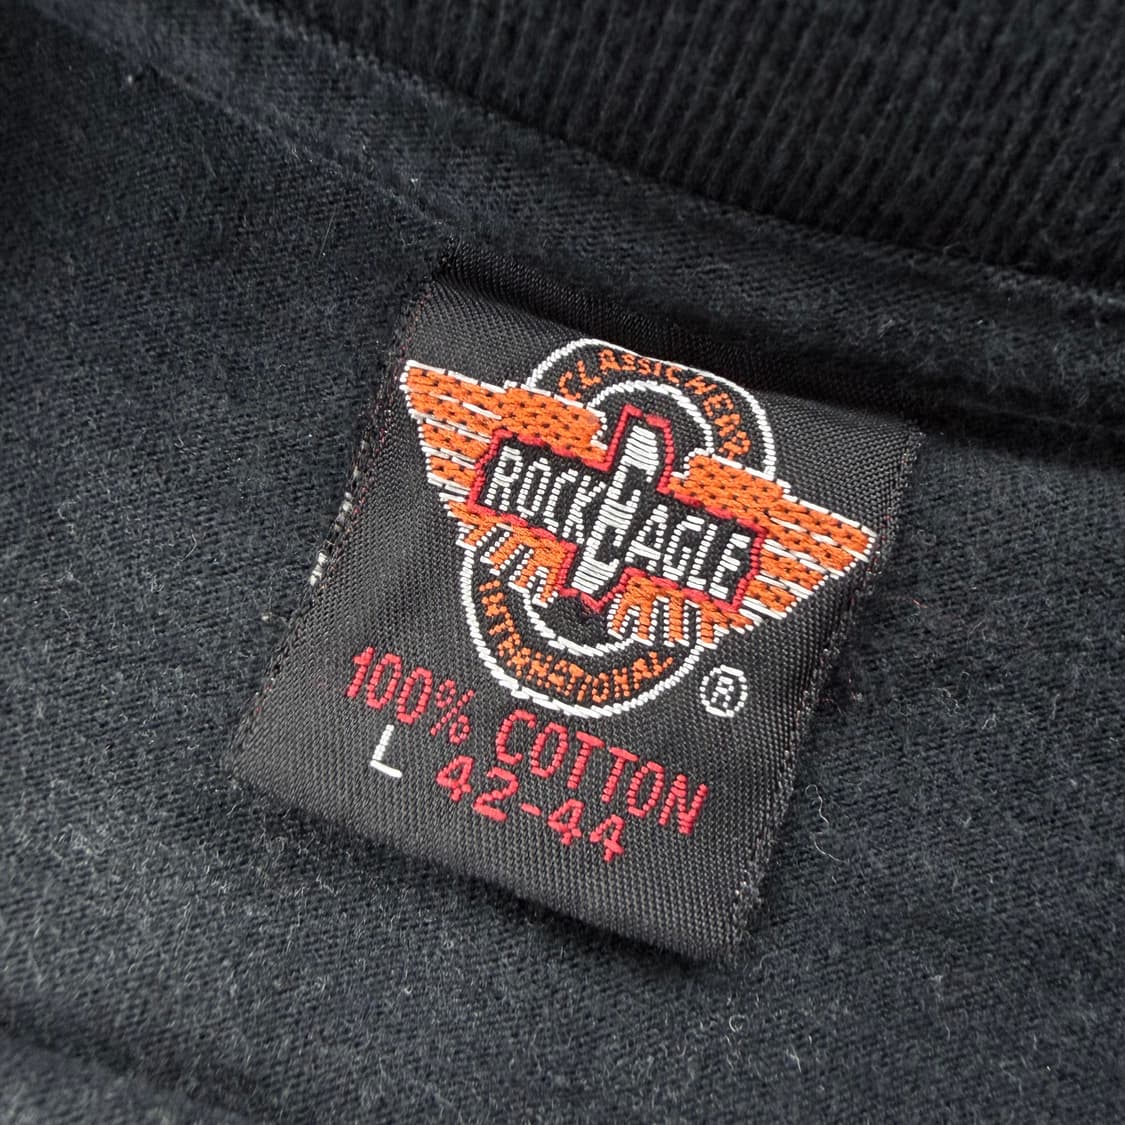 CLASSIC WEAR
ROCK EAGLE
INTERNATIONAL
®
100% COTTON
L 42-44